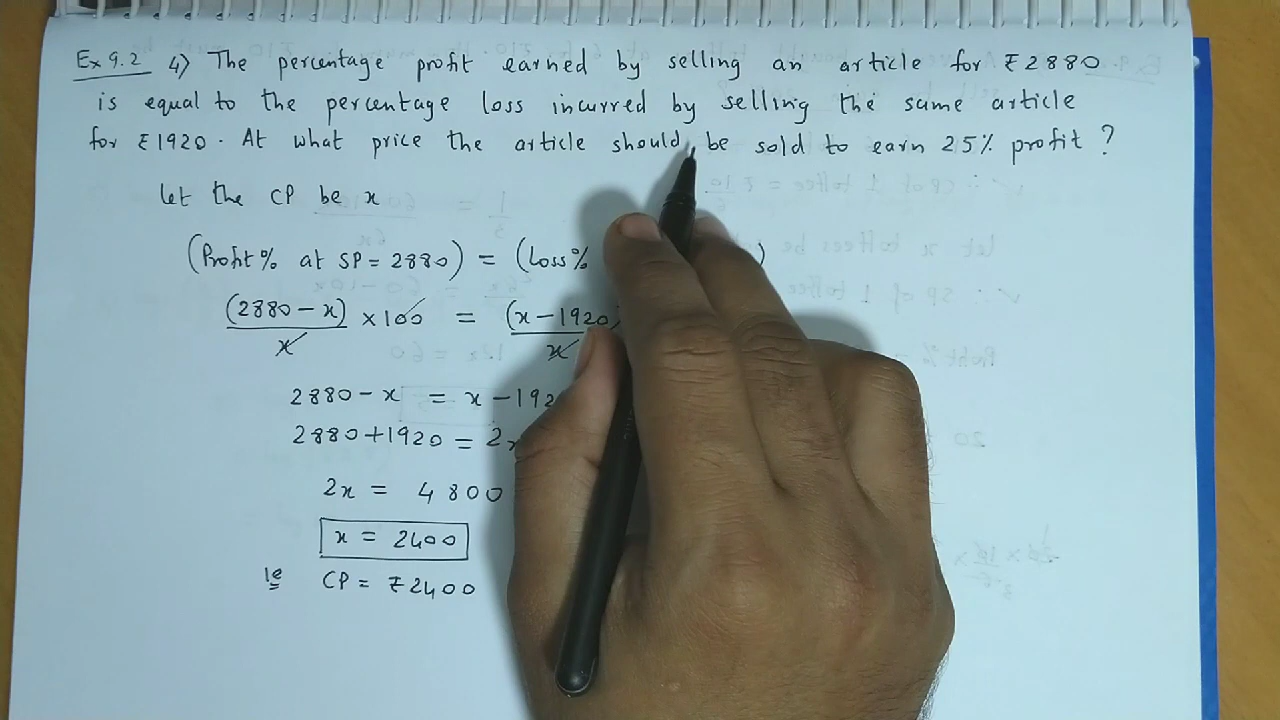 Ex 9.2 4) The percentage profit earned by selling an article for ₹2880
is equal to the percentage loss incurred by selling the same article
for ₹1920. At what price the article should be sold to earn 25% profit?
let the CP be x
(Profit% at SP = 2880) = (Loss% )
(2880 - x)/x × 100 = (x - 1920)/x
2880 - x = x - 192
2880 + 1920 = 2x
2x = 4800
x = 2400
ie CP = ₹2400